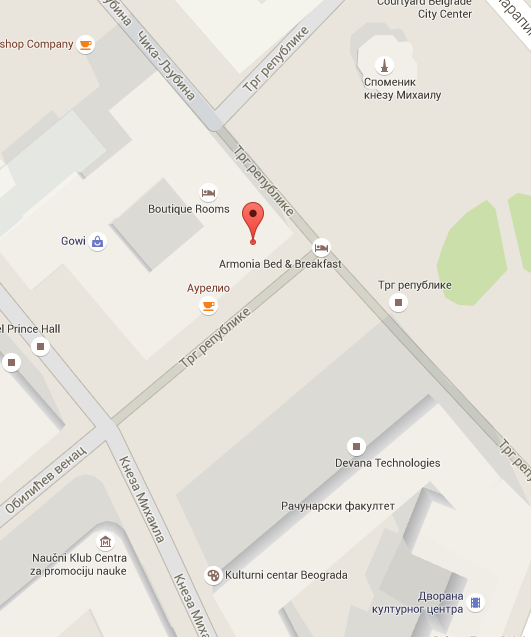 Courtyard Belgrade
City Center
shop Company
Чика-Љубина
Трг републике
Споменик
кнезу Михаилу
Трг републике
Boutique Rooms
Gowi
Armonia Bed & Breakfast
Трг републике
Аурелио
Трг републике
el Prince Hall
Devana Technologies
Обилићев венац
Кнеза Михаила
Рачунарски факултет
Naučni Klub Centra
za promociju nauke
Kulturni centar Beograda
Кнеза Михаила
Дворана
културног центра